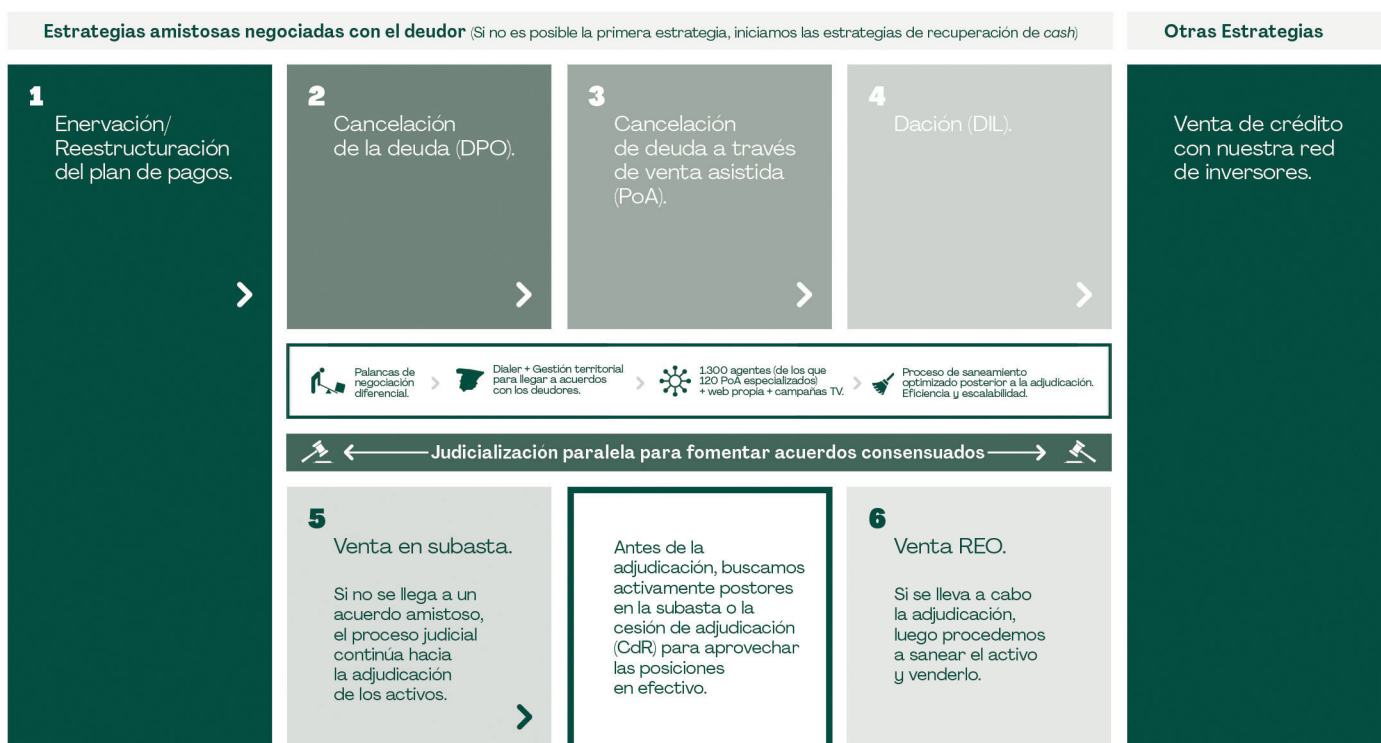 Estrategias amistosas negociadas con el deudor (Si no es posible la primera estrategia, iniciamos las estrategias de recuperación de cash)
Otras Estrategias
1
Enervación/
Reestructuración
del plan de pagos.
2
Cancelación
de la deuda (DPO).
3
Cancelación
de deuda a través
de venta asistida
(PoA).
4
Dación (DIL).
Venta de crédito
con nuestra red
de inversores.
Palancas de
negociación
diferencial.
Dialer + Gestión territorial
para llegar a acuerdos
con los deudores.
1.300 agentes (de los que
120 PoA especializados)
+ web propia + campañas TV.
Proceso de saneamiento
optimizado posterior a la adjudicación.
Eficiencia y escalabilidad.
Judicialización paralela para fomentar acuerdos consensuados
5
Venta en subasta.
Si no se llega a un
acuerdo amistoso,
el proceso judicial
continúa hacia
la adjudicación
de los activos.
Antes de la
adjudicación, buscamos
activamente postores
en la subasta o la
cesión de adjudicación
(CdR) para aprovechar
las posiciones
en efectivo.
6
Venta REO.
Si se lleva a cabo
la adjudicación,
luego procedemos
a sanear el activo
y venderlo.